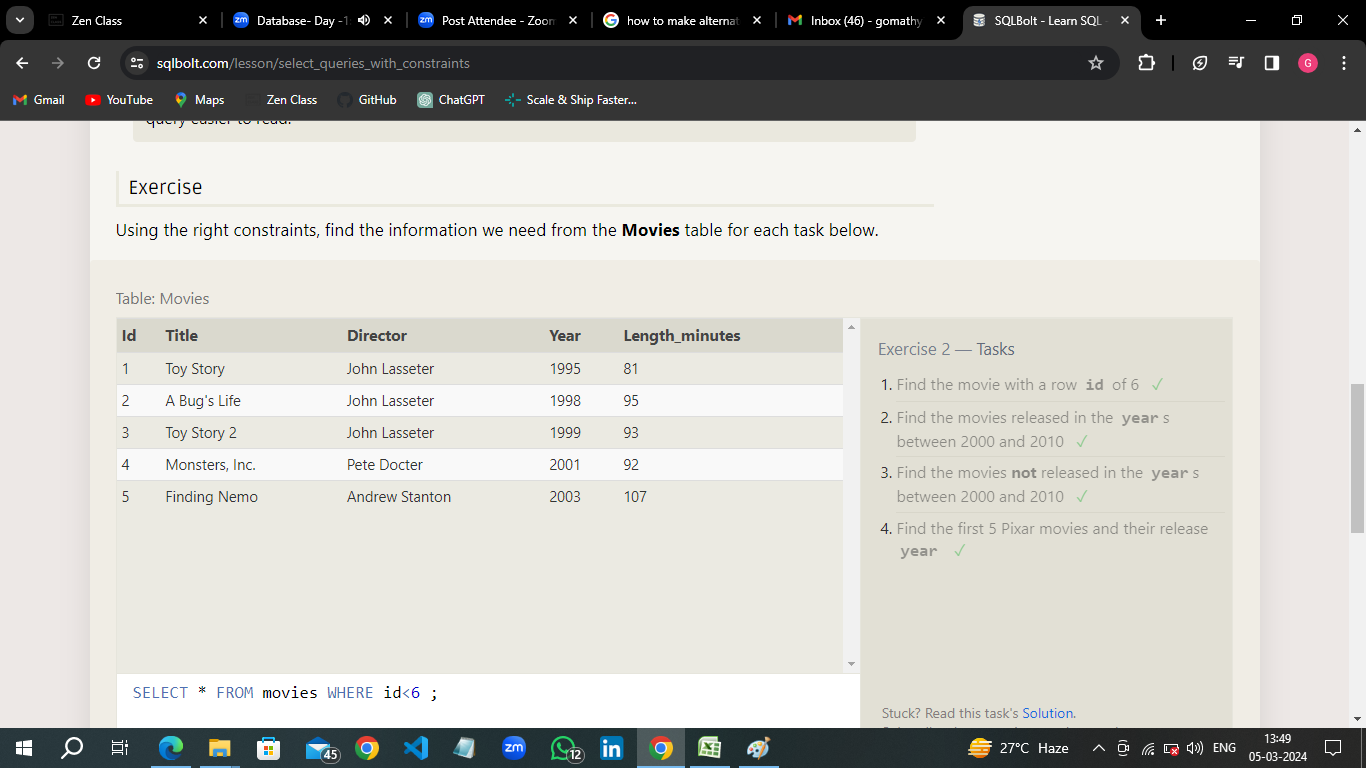 Zen Class
Database- Day -1
Post Attendee - Zoom
how to make alternat
Inbox (46) - gomathy
SQLBolt - Learn SQL -
sqlbolt.com/lesson/select_queries_with_constraints
G
Gmail
YouTube
Maps
Zen Class
GitHub
ChatGPT
Scale & Ship Faster...
query easier to read.
Exercise
Using the right constraints, find the information we need from the Movies table for each task below.
Table: Movies
Id Title Director Year Length_minutes
1 Toy Story John Lasseter 1995 81
2 A Bug's Life John Lasseter 1998 95
3 Toy Story 2 John Lasseter 1999 93
4 Monsters, Inc. Pete Docter 2001 92
5 Finding Nemo Andrew Stanton 2003 107
Exercise 2 — Tasks
1. Find the movie with a row id of 6 ✓
2. Find the movies released in the year s
between 2000 and 2010 ✓
3. Find the movies not released in the year s
between 2000 and 2010 ✓
4. Find the first 5 Pixar movies and their release
year ✓
SELECT * FROM movies WHERE id<6 ;
Stuck? Read this task's Solution.
45
zm
12
27°C Haze
ENG
13:49
05-03-2024